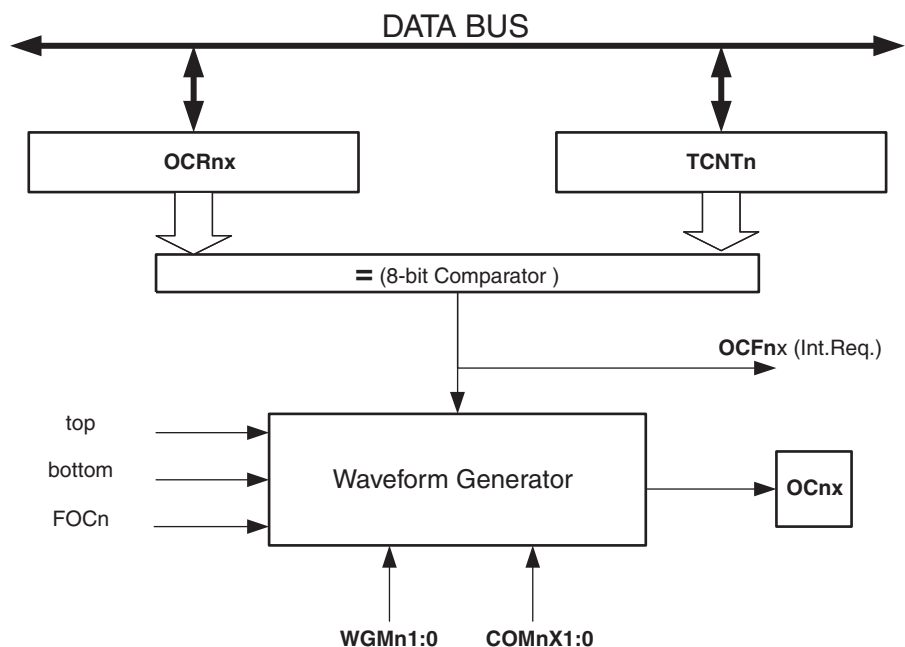 DATA BUS
OCRnx
TCNTn
= (8-bit Comparator )
OCFnx (Int.Req.)
top
bottom
FOCn
Waveform Generator
OCnx
WGMn1:0
COMnX1:0